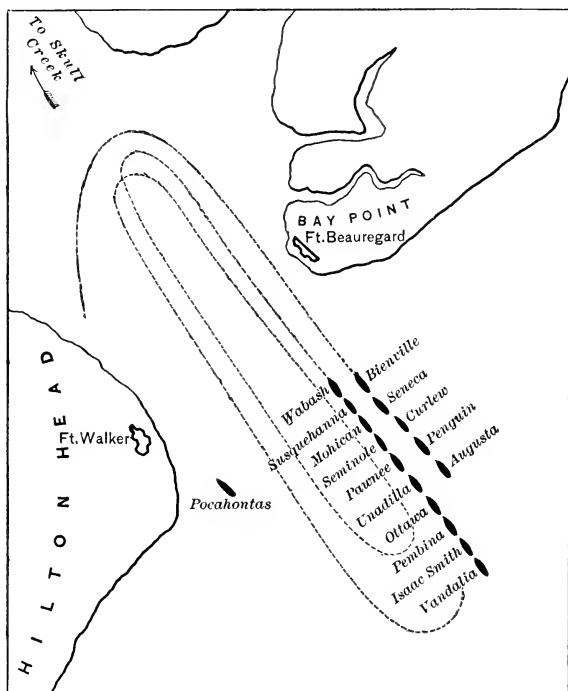 To Skull
Creek
BAY POINT
Ft.Beauregard
HILTON HEAD
Ft.Walker
Pocahontas
Bienville
Seneca
Curlew
Penguin
Augusta
Wabash
Susquehanna
Mohican
Seminole
Pawnee
Unadilla
Ottawa
Pembina
Isaac Smith
Vandalia